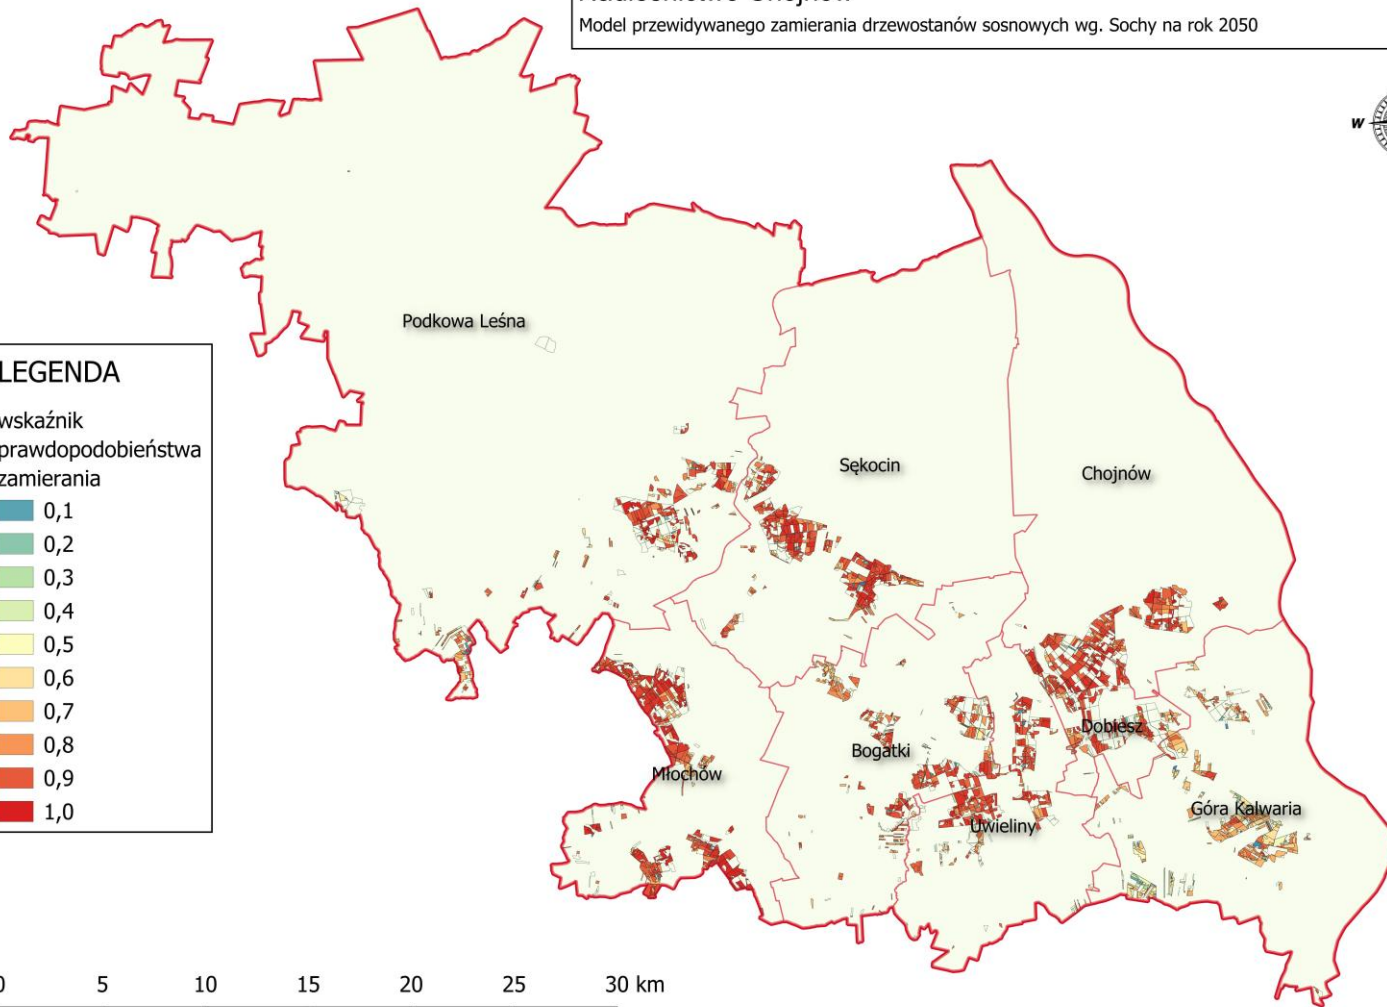 Nadleśnictwo Chojnów
Model przewidywanego zamierania drzewostanów sosnowych wg. Sochy na rok 2050
W
Podkowa Leśna
Sękocin
Chojnów
Dobiesz
Bogatki
Młochów
Góra Kalwaria
Uwieliny
LEGENDA
wskaźnik
prawdopodobieństwa
zamierania
0,1
0,2
0,3
0,4
0,5
0,6
0,7
0,8
0,9
1,0
0 5 10 15 20 25 30 km